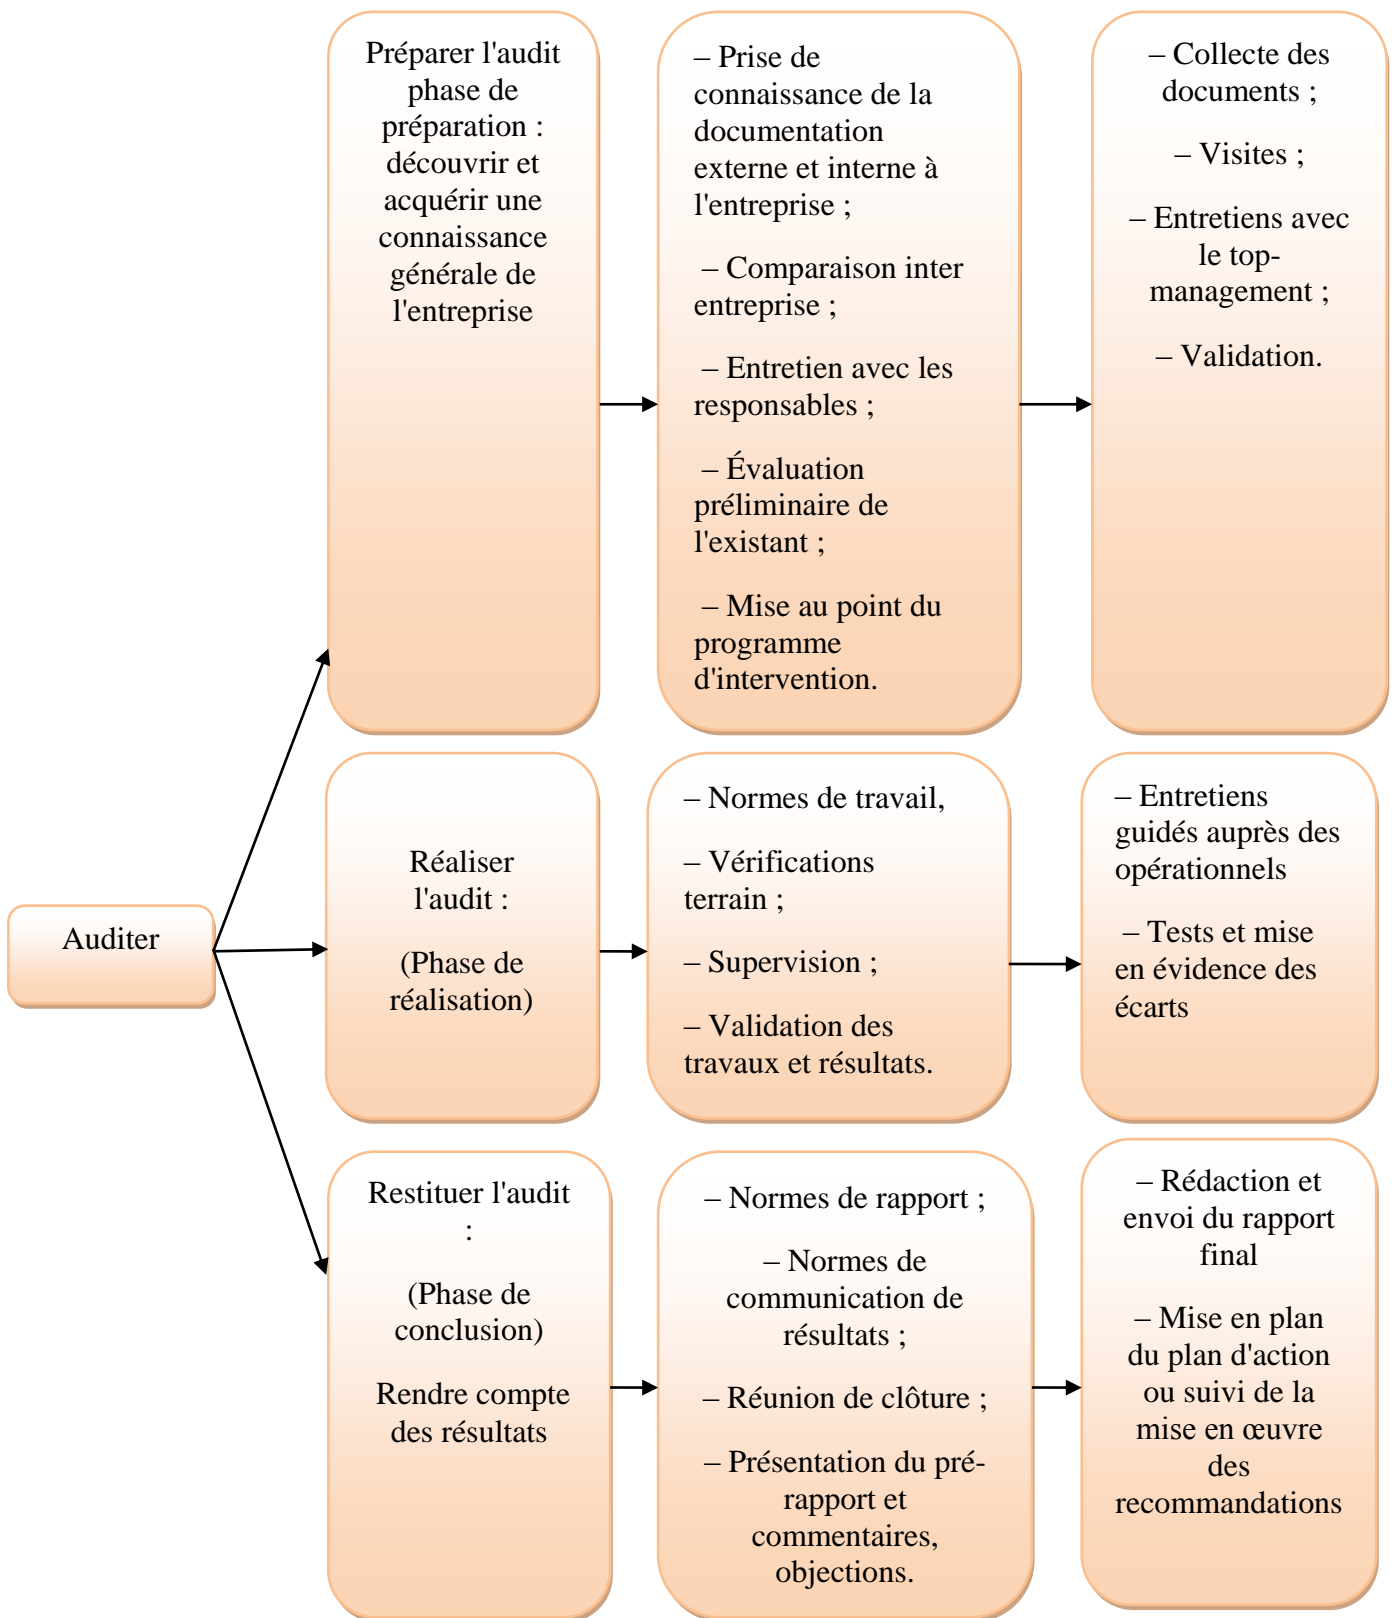 Préparer l'audit
phase de
préparation :
découvrir et
acquérir une
connaissance
générale de
l'entreprise
– Prise de
connaissance de la
documentation
externe et interne à
l'entreprise ;
– Comparaison inter
entreprise ;
– Entretien avec les
responsables ;
– Évaluation
préliminaire de
l'existant ;
– Mise au point du
programme
d'intervention.
– Collecte des
documents ;
– Visites ;
– Entretiens avec
le top-
management ;
– Validation.
Auditer
Réaliser
l'audit :
(Phase de
réalisation)
– Normes de travail,
– Vérifications
terrain ;
– Supervision ;
– Validation des
travaux et résultats.
– Entretiens
guidés auprès des
opérationnels
– Tests et mise
en évidence des
écarts
Restituer l'audit
:
(Phase de
conclusion)
Rendre compte
des résultats
– Normes de rapport ;
– Normes de
communication de
résultats ;
– Réunion de clôture ;
– Présentation du pré-
rapport et
commentaires,
objections.
– Rédaction et
envoi du rapport
final
– Mise en plan
du plan d'action
ou suivi de la
mise en œuvre
des
recommandations